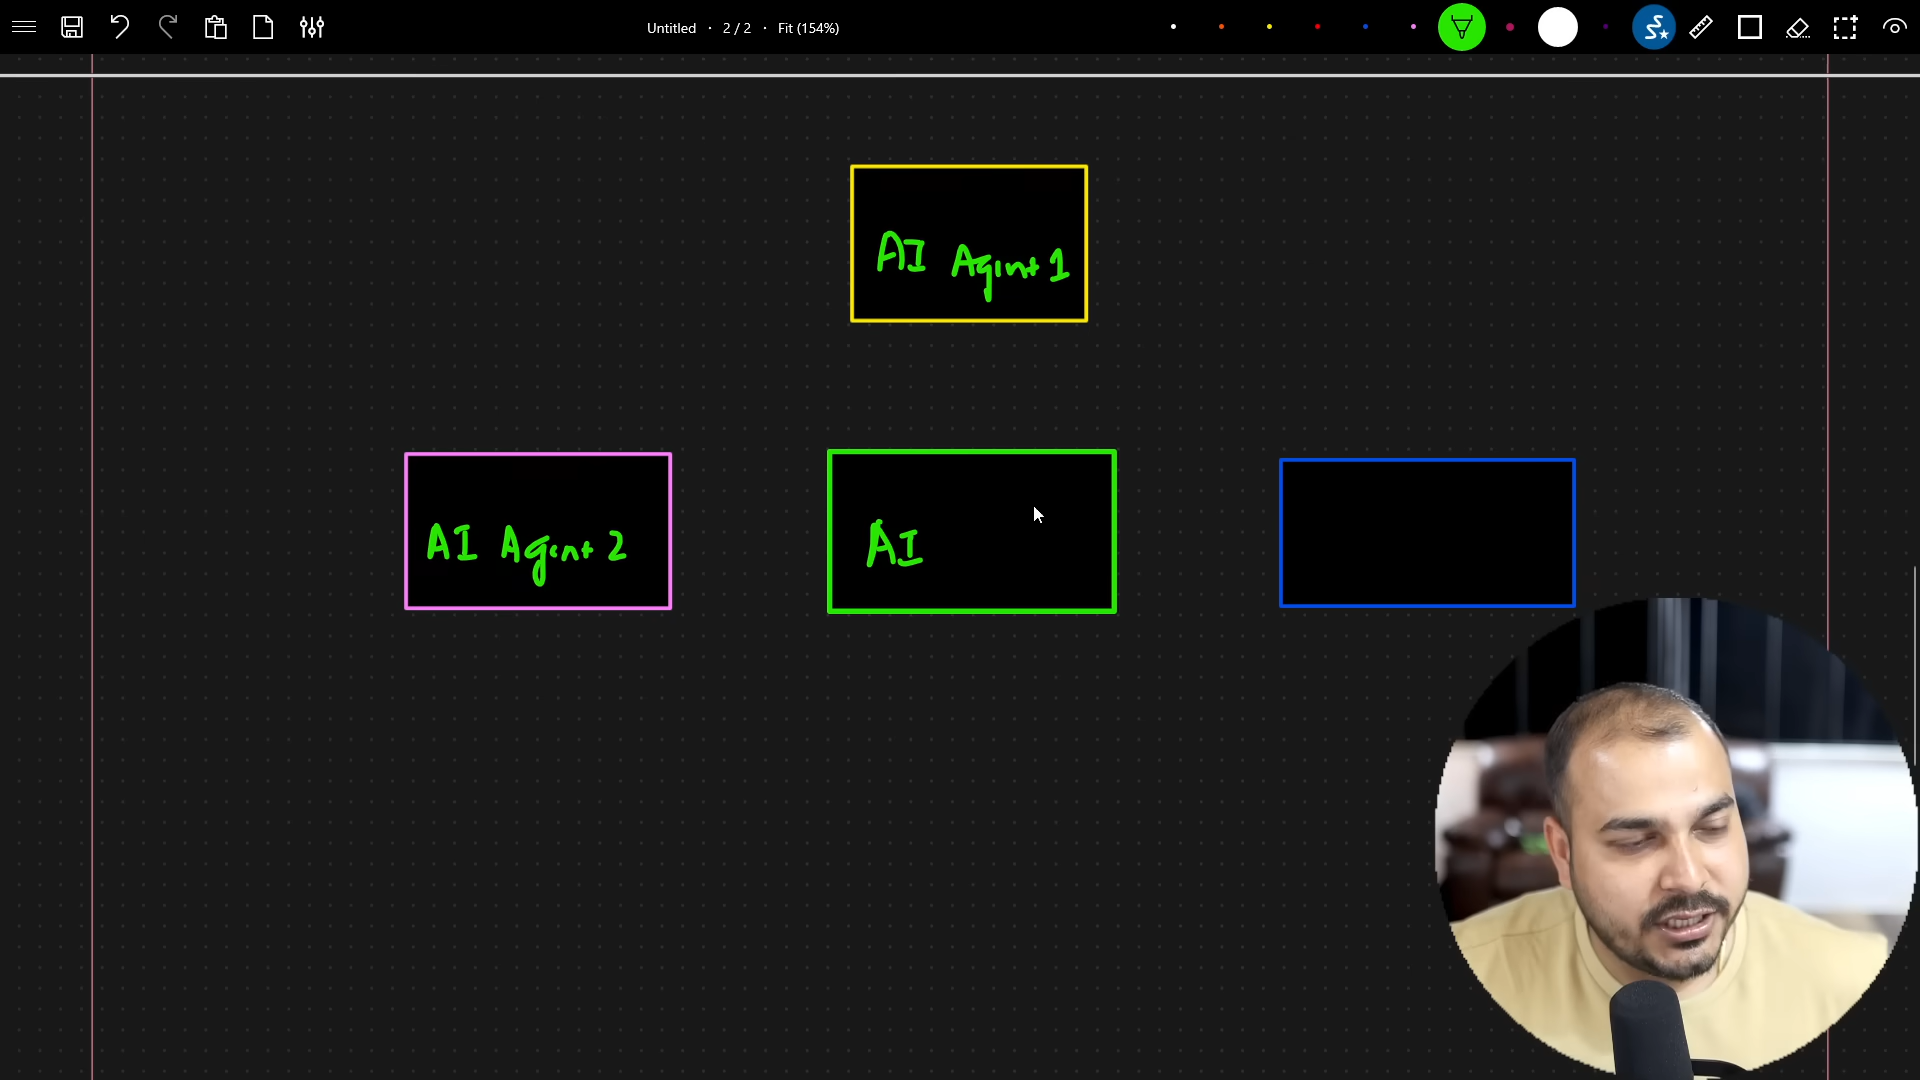 Untitled • 2 / 2 • Fit (154%)
AI Agent 1
AI Agent 2
AI